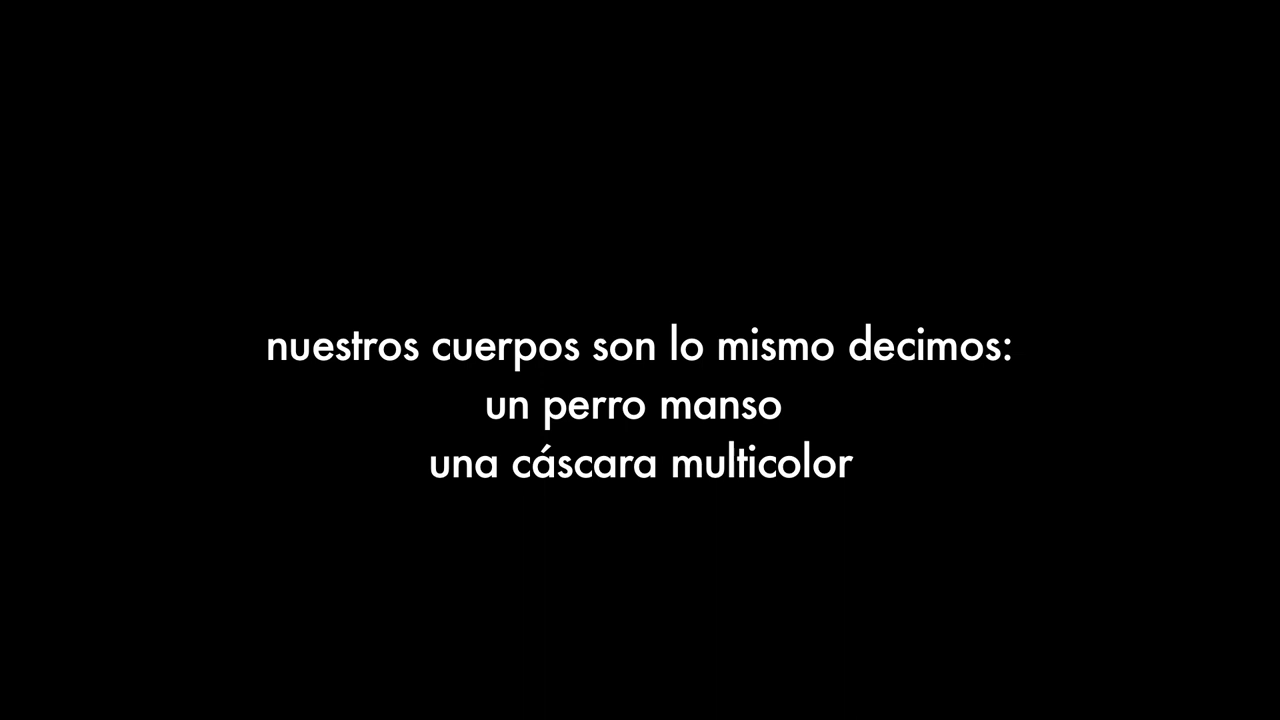 nuestros cuerpos son lo mismo decimos:
un perro manso
una cáscara multicolor